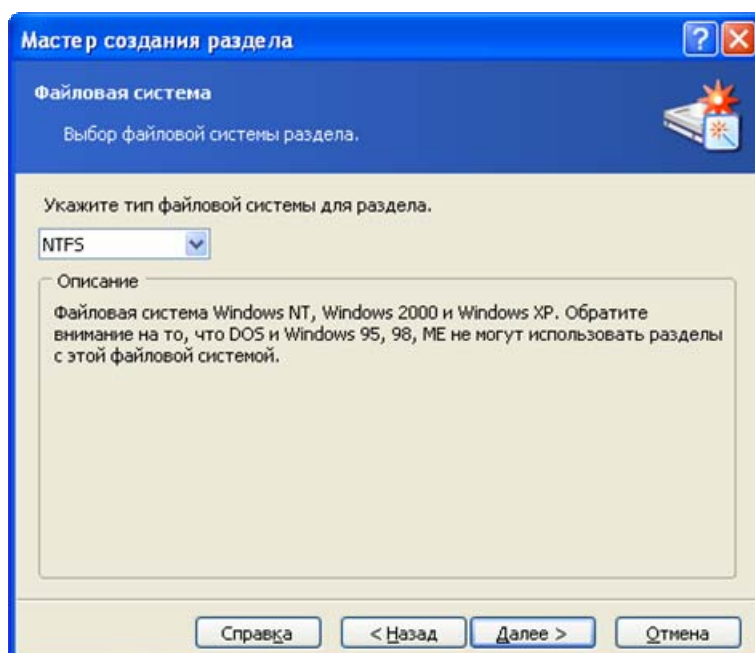 Мастер создания раздела
?
Файловая система
Выбор файловой системы раздела.
Укажите тип файловой системы для раздела.
NTFS
Описание
Файловая система Windows NT, Windows 2000 и Windows XP. Обратите
внимание на то, что DOS и Windows 95, 98, ME не могут использовать разделы
с этой файловой системой.
Справка < Назад Далее > Отмена